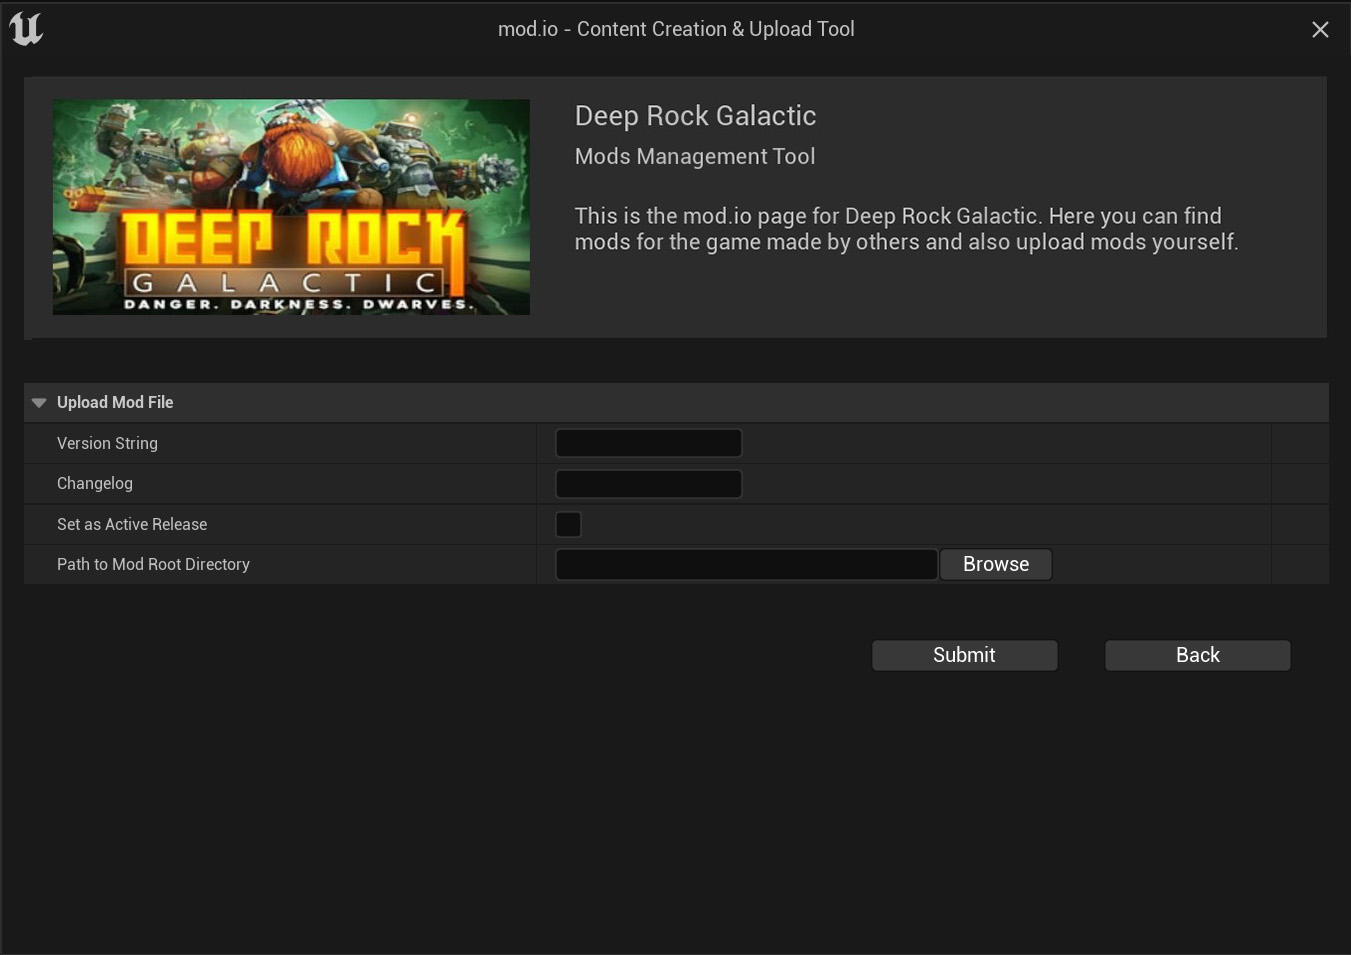 mod.io - Content Creation & Upload Tool
Deep Rock Galactic
Mods Management Tool
This is the mod.io page for Deep Rock Galactic. Here you can find
mods for the game made by others and also upload mods yourself.
DEEP ROCK
GALACTIC
DANGER. DARKNESS. DWARVES.
Upload Mod File
Version String
Changelog
Set as Active Release
Path to Mod Root Directory
Browse
Submit
Back